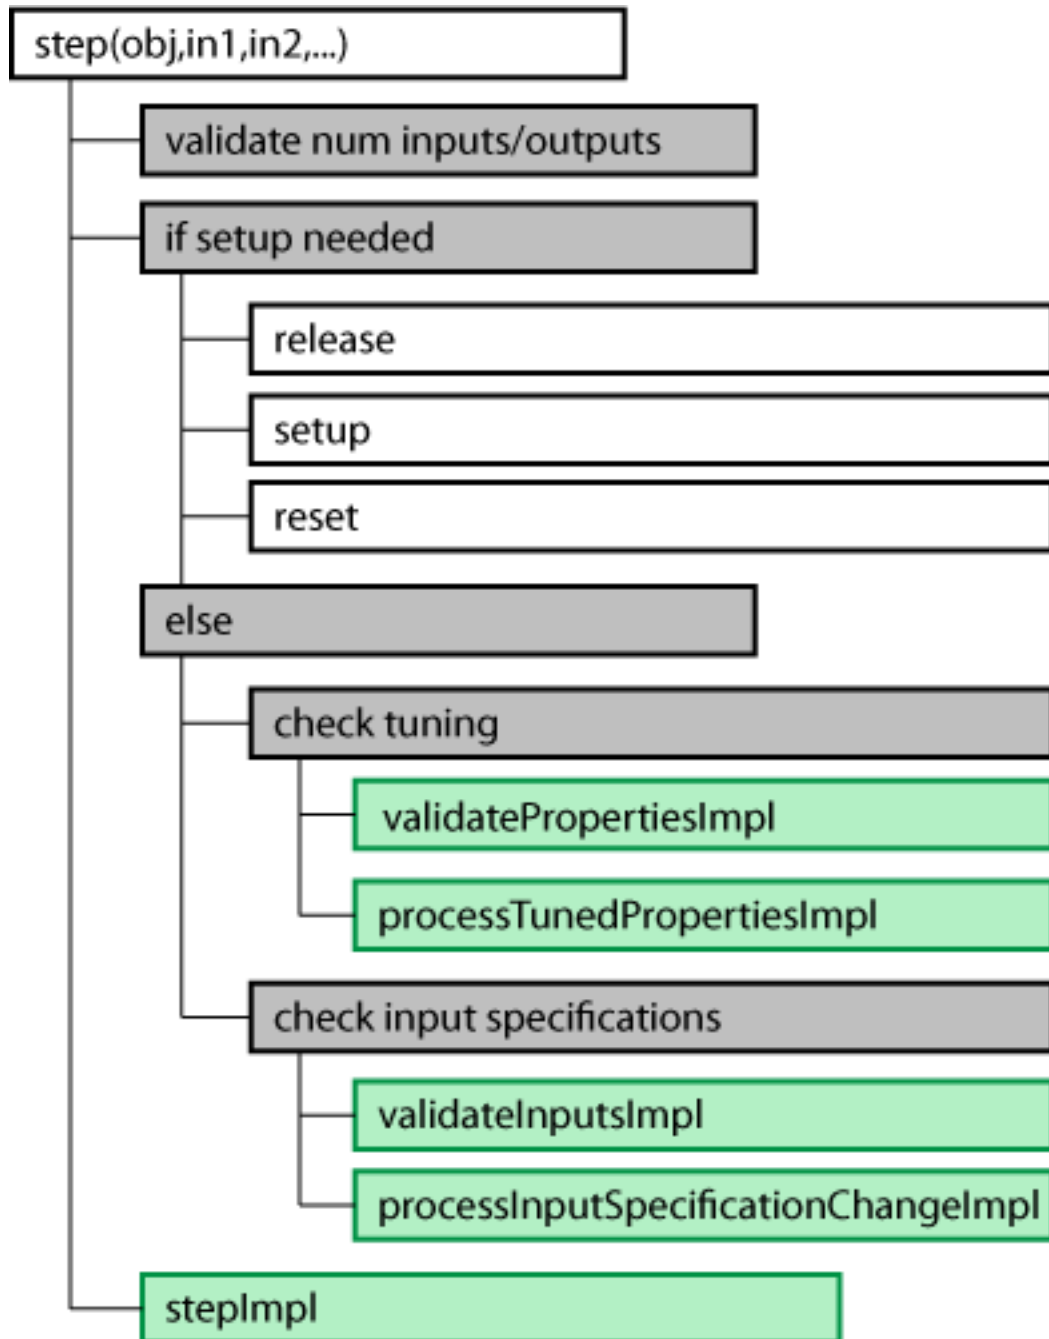 step(obj,in1,in2,...)
validate num inputs/outputs
if setup needed
release
setup
reset
else
check tuning
validatePropertiesImpl
processTunedPropertiesImpl
check input specifications
validateInputsImpl
processInputSpecificationChangeImpl
stepImpl